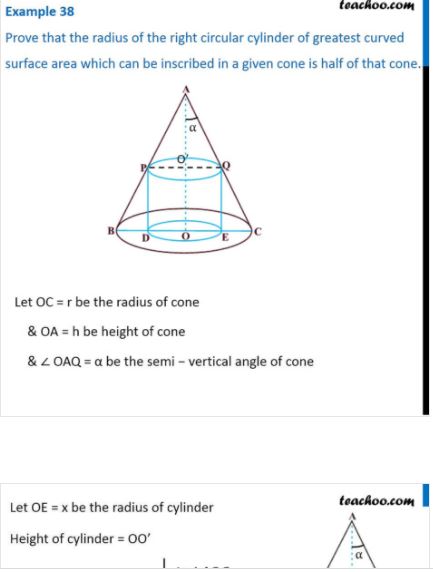 Example 38
teachoo.com
Prove that the radius of the right circular cylinder of greatest curved
surface area which can be inscribed in a given cone is half of that cone.
A
α
P O′ Q
B D O E C
Let OC = r be the radius of cone
& OA = h be height of cone
& ∠ OAQ = α be the semi – vertical angle of cone
teachoo.com
Let OE = x be the radius of cylinder
A
Height of cylinder = OO′
α